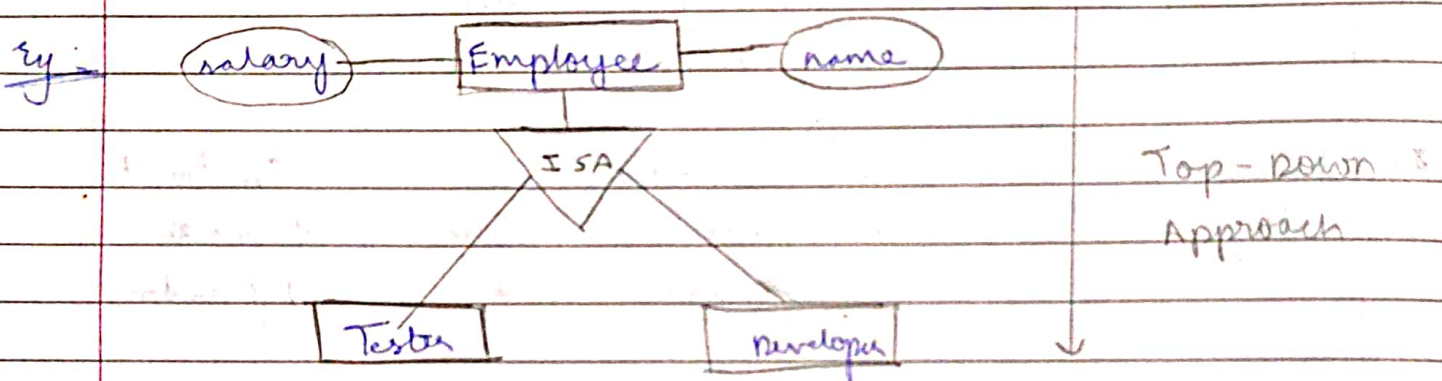 Eg -
salary Employee name
ISA
Top-Down
Approach
Tester Developer